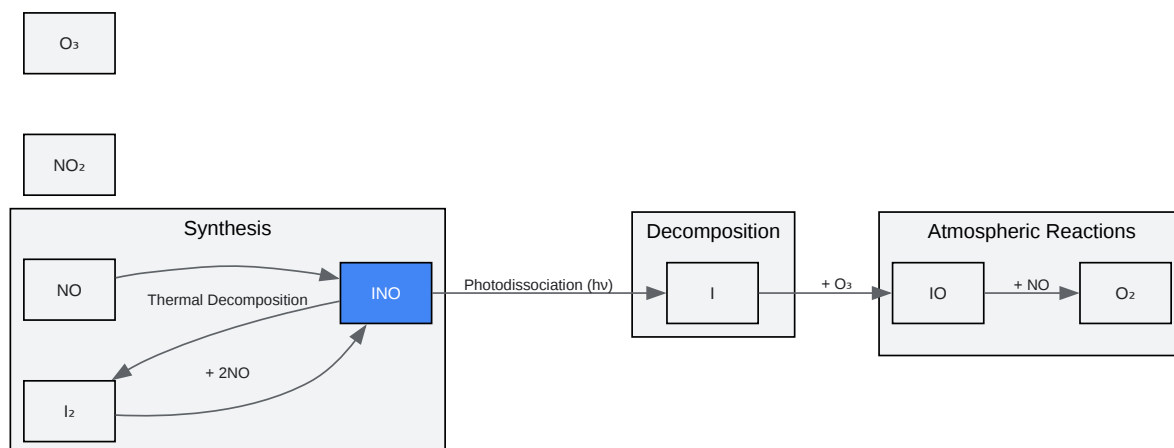 O₃
NO₂
Synthesis
NO
Thermal Decomposition
INO
+ 2NO
I₂
Photodissociation (hν)
Decomposition
I
+ O₃
Atmospheric Reactions
IO
+ NO
O₂